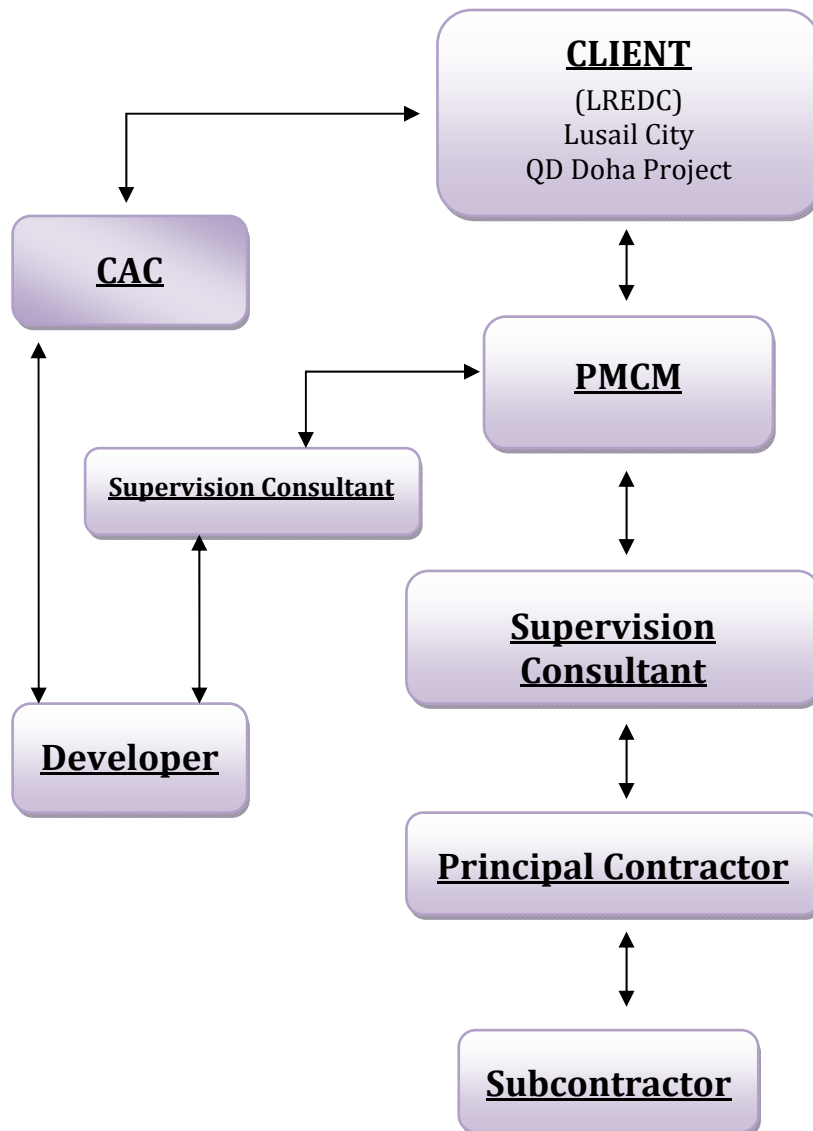 CLIENT
(LREDC)
Lusail City
QD Doha Project
CAC
PMCM
Supervision Consultant
Supervision
Consultant
Developer
Principal Contractor
Subcontractor